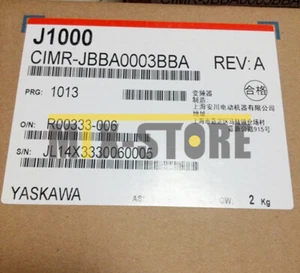 J1000
CIMR-JBBA0003BBA
REV: A
PRG: 1013
合格
变频器
制造
上海安川电动机器有限公司
O/N: R00333-006
S/N: JL14X3330060005
STORE
YASKAWA
2 Kg